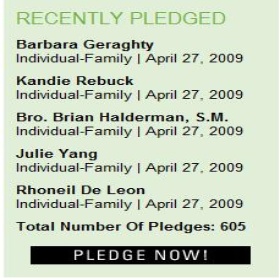 RECENTLY PLEDGED
Barbara Geraghty
Individual-Family | April 27, 2009
Kandie Rebuck
Individual-Family | April 27, 2009
Bro. Brian Halderman, S.M.
Individual-Family | April 27, 2009
Julie Yang
Individual-Family | April 27, 2009
Rhoneil De Leon
Individual-Family | April 27, 2009
Total Number Of Pledges: 605
PLEDGE NOW!